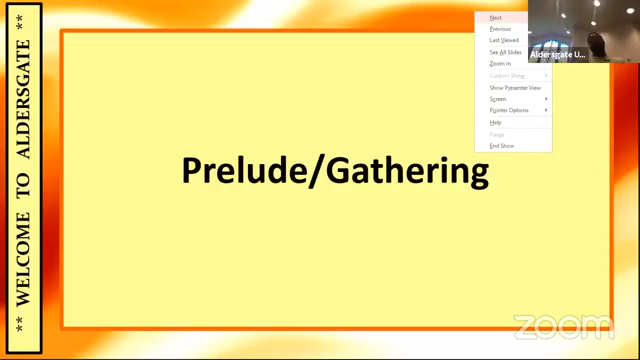 ** WELCOME TO ALDERSGATE **
Prelude/Gathering
Next
Previous
Last Viewed
See All Slides
Zoom In
Custom Show
Show Presenter View
Screen
Pointer Options
Help
Pause
End Show
Aldersgate U...
zoom